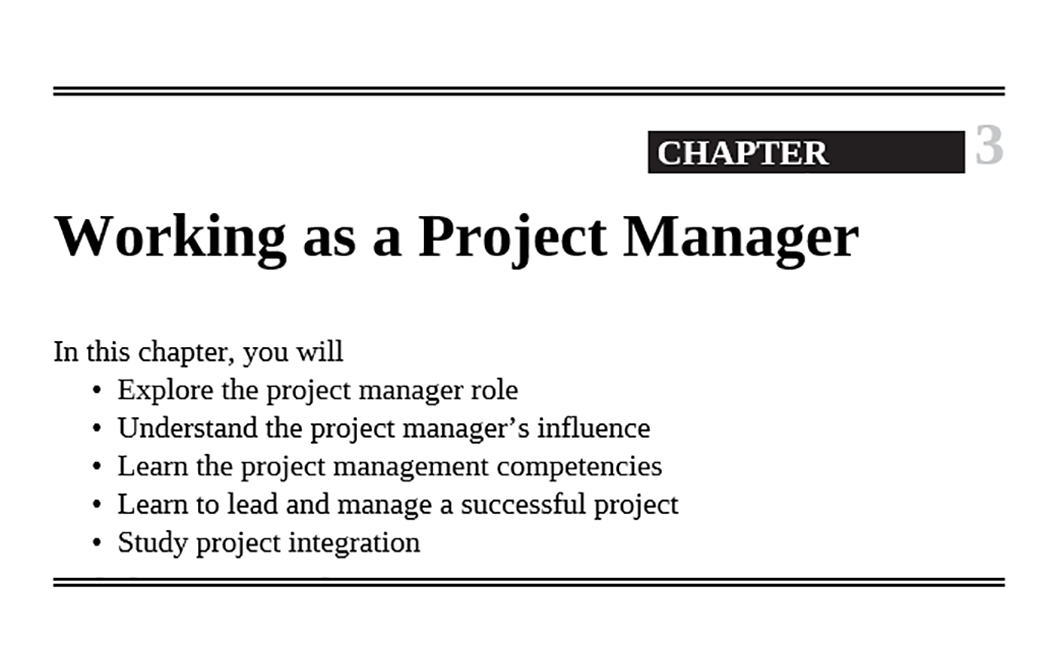 CHAPTER 3
Working as a Project Manager
In this chapter, you will
• Explore the project manager role
• Understand the project manager’s influence
• Learn the project management competencies
• Learn to lead and manage a successful project
• Study project integration